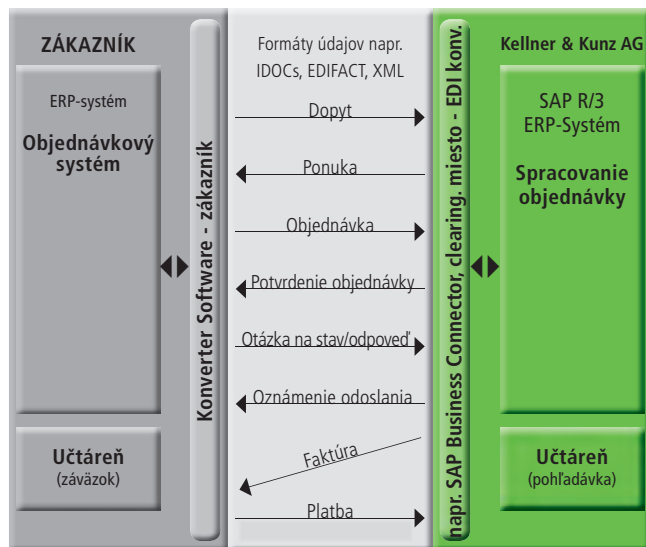 ZÁKAZNÍK
ERP-systém
Objednávkový
systém
Učtáreň
(záväzok)
Konverter Software - zákazník
Formáty údajov napr.
IDOCs, EDIFACT, XML
Dopyt
Ponuka
Objednávka
Potvrdenie objednávky
Otázka na stav/odpoveď
Oznámenie odoslania
Faktúra
Platba
napr. SAP Business Connector, clearing. miesto - EDI konv.
Kellner & Kunz AG
SAP R/3
ERP-Systém
Spracovanie
objednávky
Učtáreň
(pohľadávka)